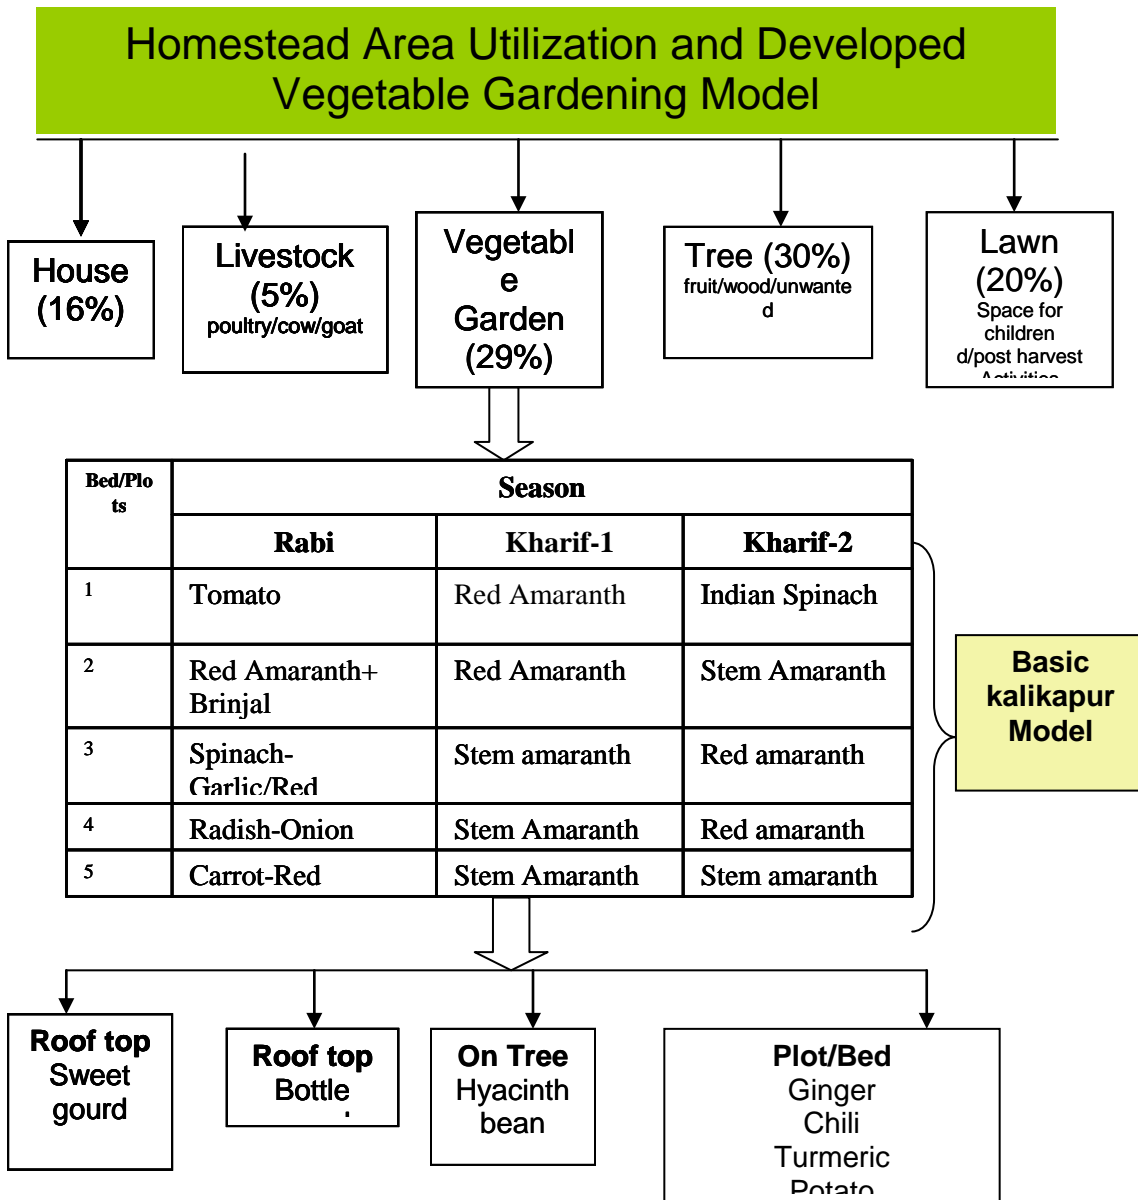 Homestead Area Utilization and Developed
Vegetable Gardening Model
House
(16%)
Livestock
(5%)
poultry/cow/goat
Vegetabl
e
Garden
(29%)
Tree (30%)
fruit/wood/unwante
d
Lawn
(20%)
Space for
children
d/post harvest
Activities
Bed/Plo
ts
Season
Rabi
Kharif-1
Kharif-2
1
Tomato
Red Amaranth
Indian Spinach
2
Red Amaranth+
Brinjal
Red Amaranth
Stem Amaranth
3
Spinach-
Garlic/Red
Stem amaranth
Red amaranth
4
Radish-Onion
Stem Amaranth
Red amaranth
5
Carrot-Red
Stem Amaranth
Stem amaranth
Basic
kalikapur
Model
Roof top
Sweet
gourd
Roof top
Bottle
On Tree
Hyacinth
bean
Plot/Bed
Ginger
Chili
Turmeric
Potato